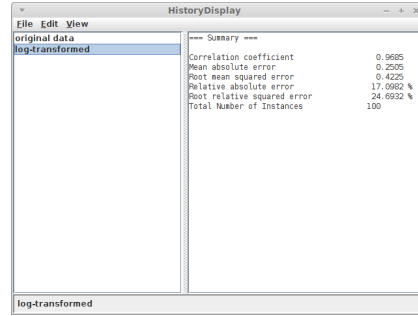 HistoryDisplay
File Edit View
original data
log-transformed
=== Summary ===
Correlation coefficient 0.9685
Mean absolute error 0.2505
Root mean squared error 0.4225
Relative absolute error 17.0982 %
Root relative squared error 24.6932 %
Total Number of Instances 100
log-transformed